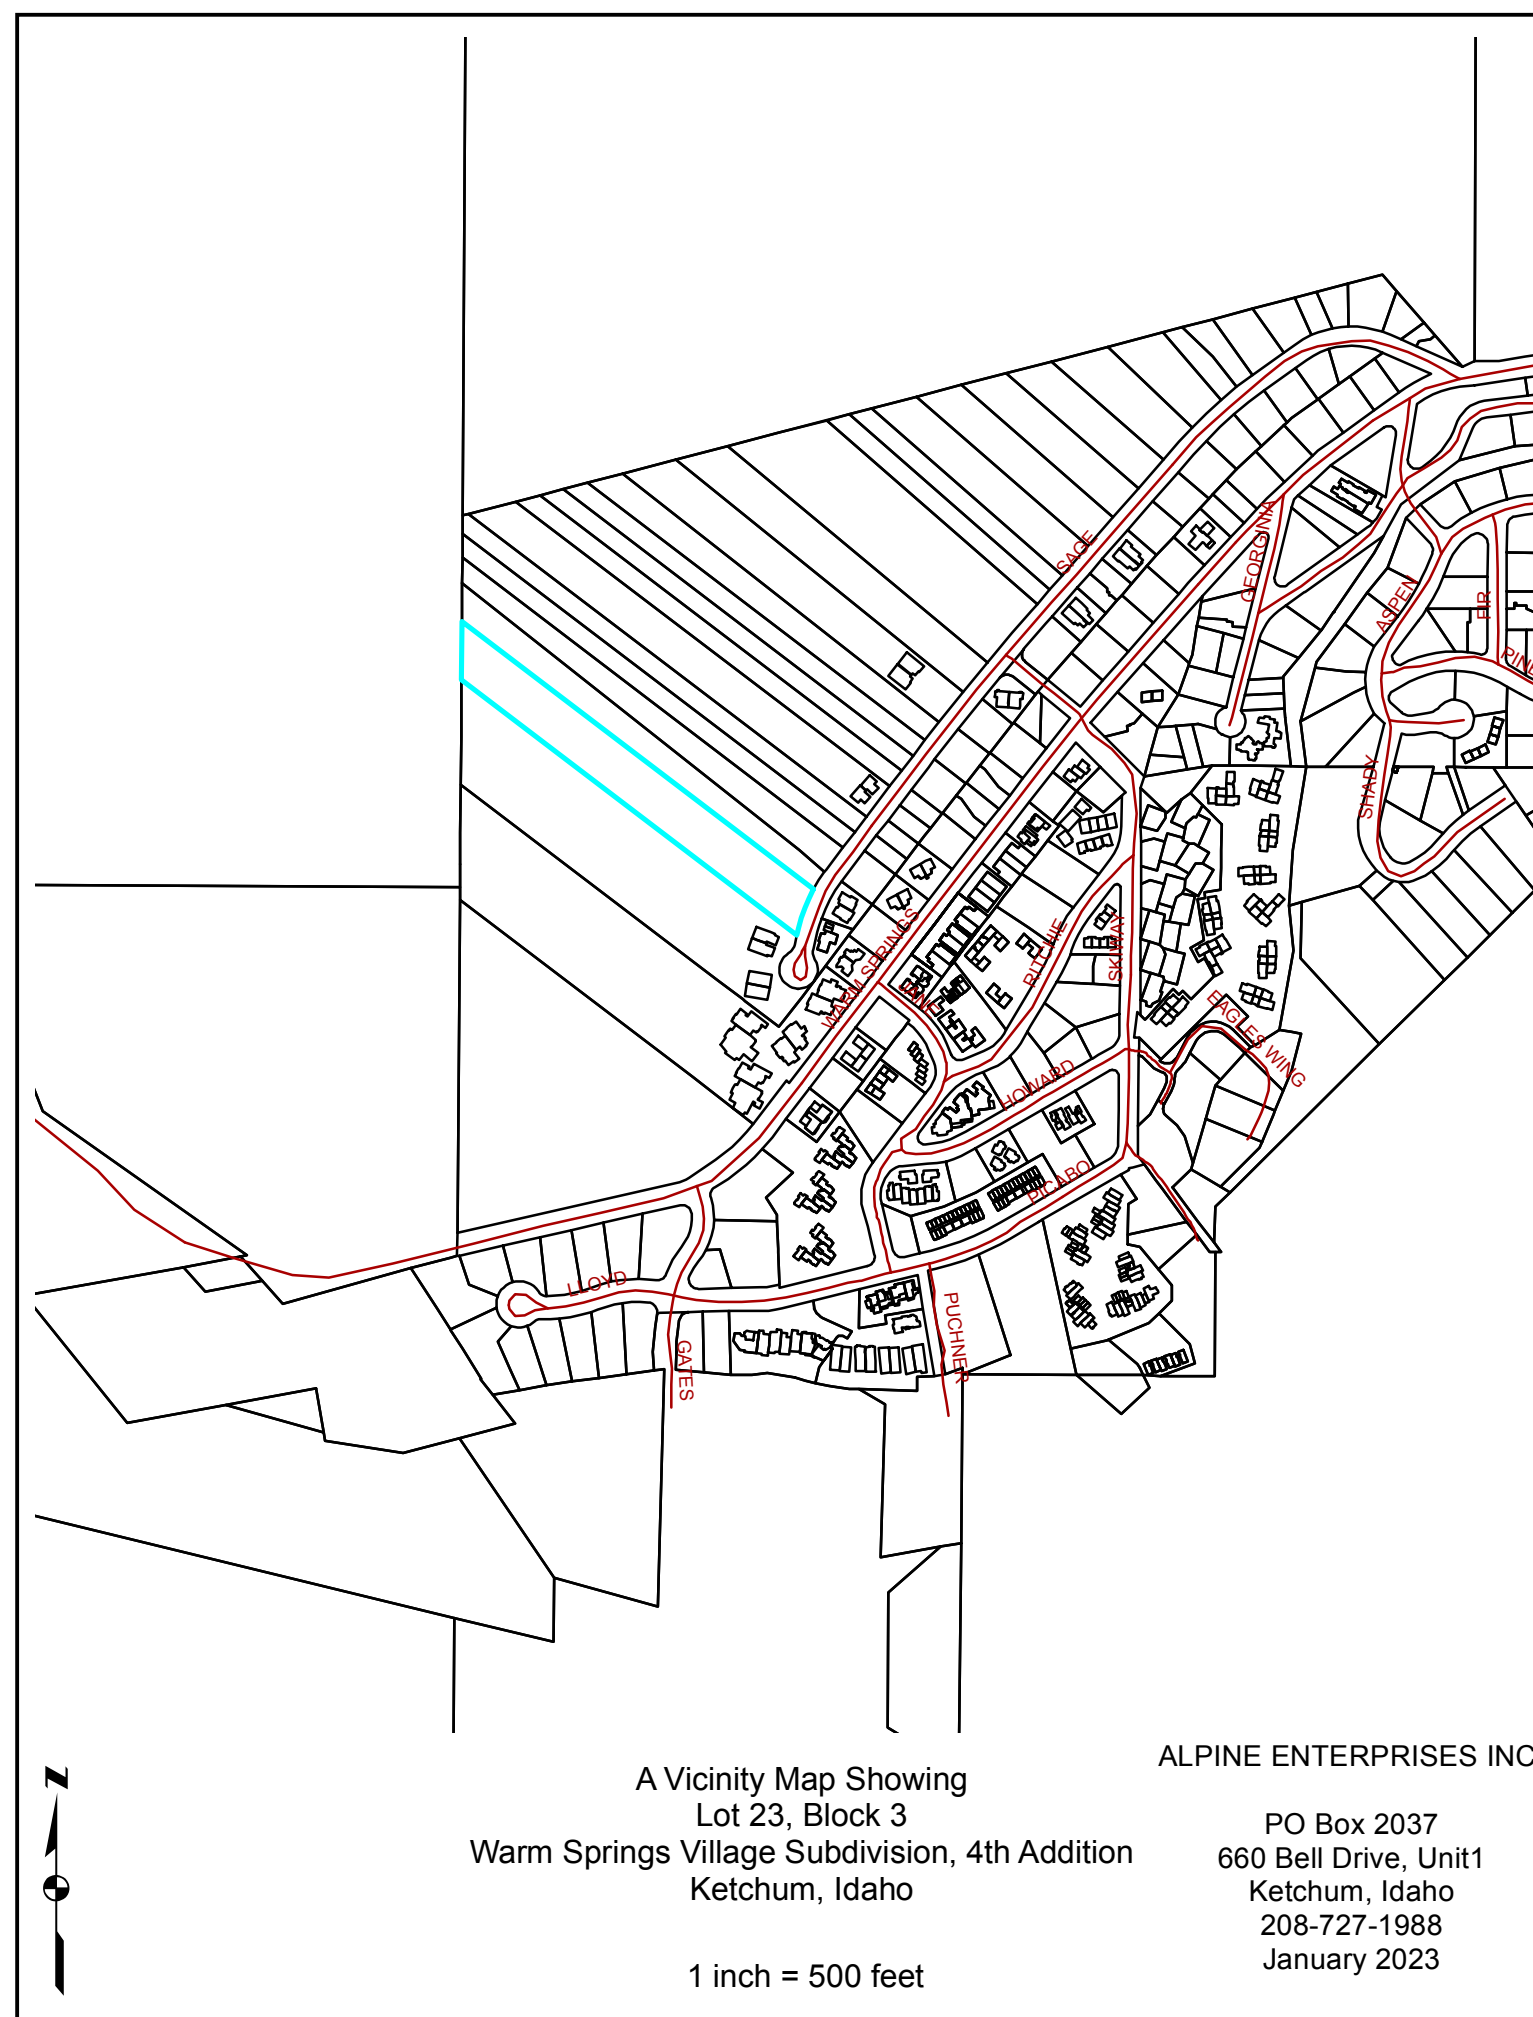 SAGE
GEORGINIA
ASPEN
FIR
PINE
SHADY
WARM SPRINGS
JANE
RITCHIE
SKIWAY
EAGLES WING
HOWARD
PICABO
LLOYD
GATES
PUCHNER
N
A Vicinity Map Showing
Lot 23, Block 3
Warm Springs Village Subdivision, 4th Addition
Ketchum, Idaho
1 inch = 500 feet
ALPINE ENTERPRISES INC
PO Box 2037
660 Bell Drive, Unit1
Ketchum, Idaho
208-727-1988
January 2023